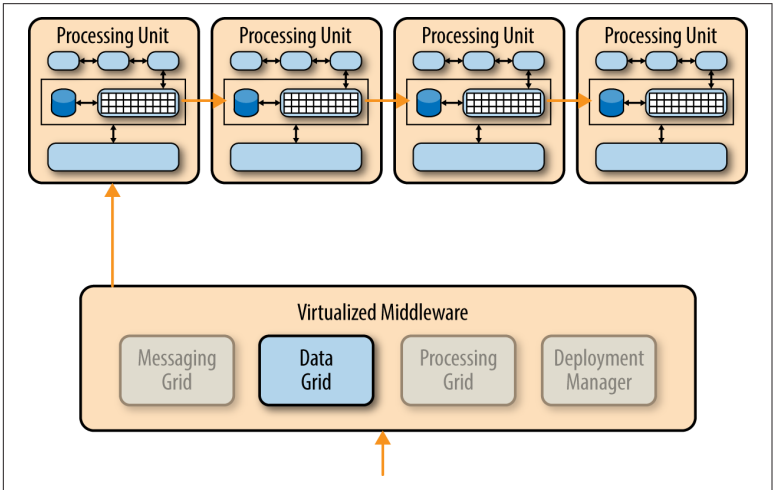 Processing Unit
Processing Unit
Processing Unit
Processing Unit
Virtualized Middleware
Messaging
Grid
Data
Grid
Processing
Grid
Deployment
Manager